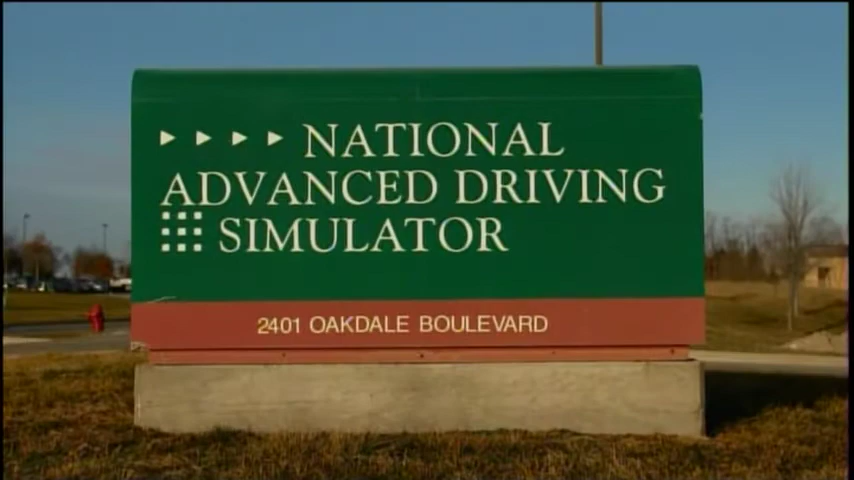 NATIONAL
ADVANCED DRIVING
SIMULATOR
2401 OAKDALE BOULEVARD